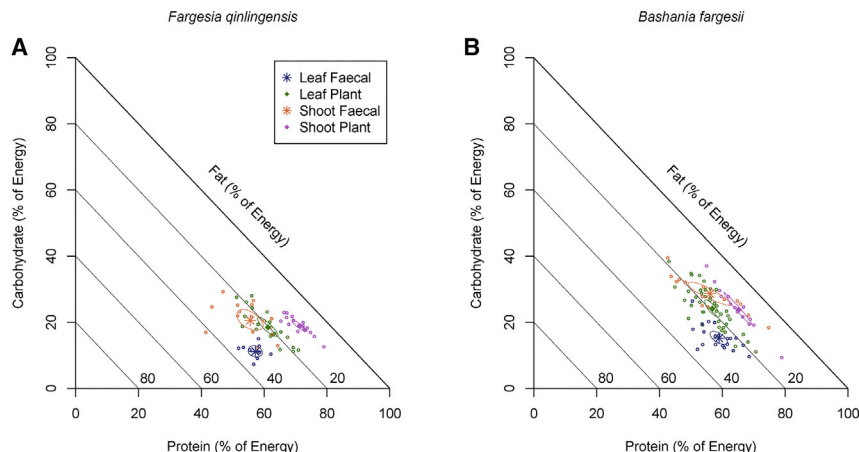 Fargesia qinlingensis
Bashania fargesii
A
Leaf Faecal
Leaf Plant
Shoot Faecal
Shoot Plant
Fat (% of Energy)
Carbohydrate (% of Energy)
100
80
60
40
20
0
80
60
40
20
0
20
40
60
80
100
Protein (% of Energy)
B
Fat (% of Energy)
Carbohydrate (% of Energy)
100
80
60
40
20
0
80
60
40
20
0
20
40
60
80
100
Protein (% of Energy)